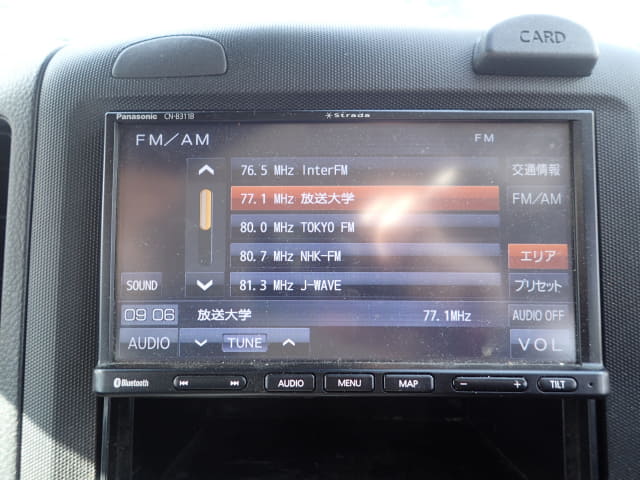 CARD
Panasonic CN-B311B Strada
FM/AM FM
76.5 MHz InterFM 交通情報
77.1 MHz 放送大学 FM/AM
80.0 MHz TOKYO FM
80.7 MHz NHK-FM エリア
SOUND 81.3 MHz J-WAVE プリセット
09 06 放送大学 77.1MHz AUDIO OFF
AUDIO TUNE VOL
Bluetooth AUDIO MENU MAP − + TILT